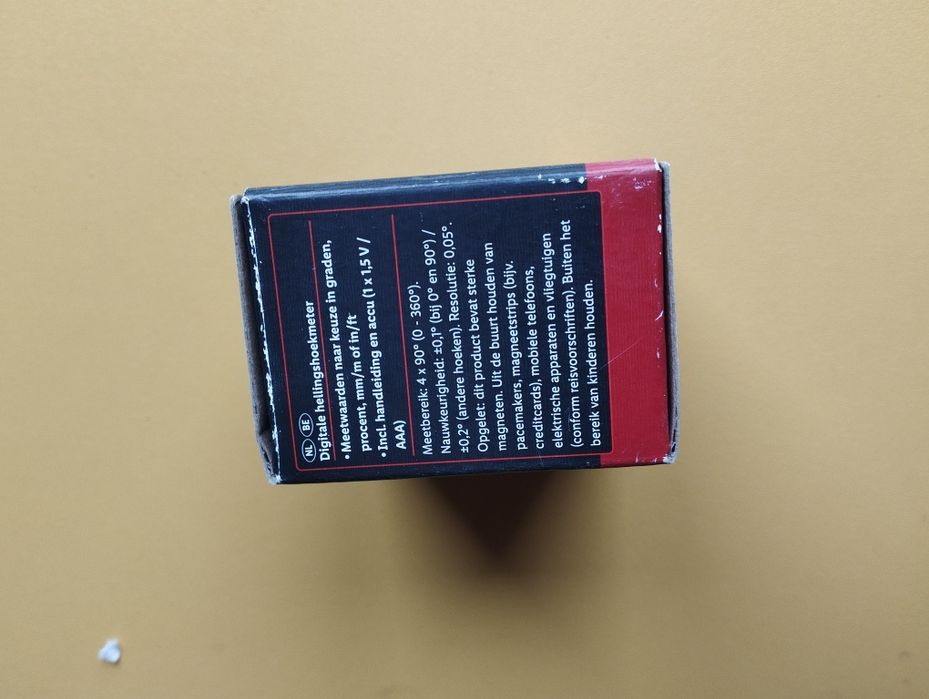 NL BE
Digitale hellingshoekmeter
• Meetwaarden naar keuze in graden,
procent, mm/m of in/ft
• Incl. handleiding en accu (1 x 1,5 V /
AAA)
Meetbereik: 4 x 90° (0 - 360°).
Nauwkeurigheid: ±0,1° (bij 0° en 90°) /
±0,2° (andere hoeken). Resolutie: 0,05°.
Opgelet: dit product bevat sterke
magneten. Uit de buurt houden van
pacemakers, magneetstrips (bijv.
creditcards), mobiele telefoons,
elektrische apparaten en vliegtuigen
(conform reisvoorschriften). Buiten het
bereik van kinderen houden.